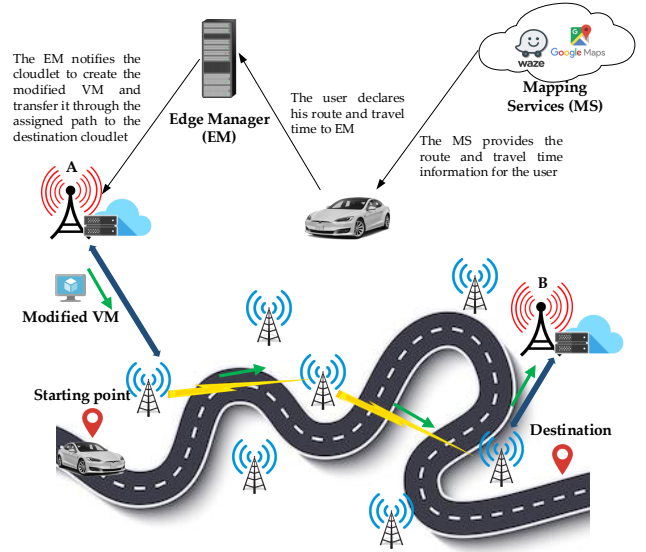 The EM notifies the
cloudlet to create the
modified VM and
transfer it through the
assigned path to the
destination cloudlet
Edge Manager
(EM)
The user declares
his route and travel
time to EM
waze
Google Maps
Mapping
Services (MS)
The MS provides the
route and travel time
information for the user
A
Modified VM
B
Starting point
Destination